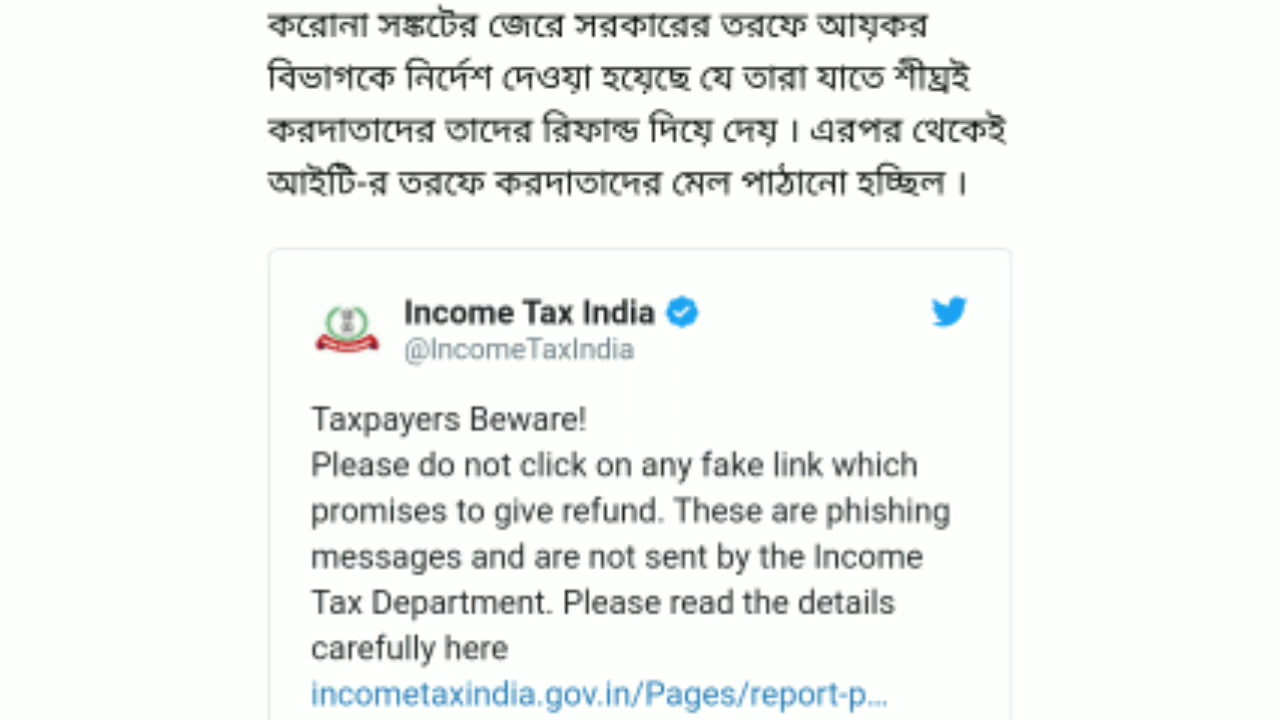 করোনা সঙ্কটের জেরে সরকারের তরফে আয়কর
বিভাগকে নির্দেশ দেওয়া হয়েছে যে তারা যাতে শীঘ্রই
করদাতাদের তাদের রিফান্ড দিয়ে দেয় । এরপর থেকেই
আইটি-র তরফে করদাতাদের মেল পাঠানো হচ্ছিল ।
Income Tax India
@IncomeTaxIndia
Taxpayers Beware!
Please do not click on any fake link which
promises to give refund. These are phishing
messages and are not sent by the Income
Tax Department. Please read the details
carefully here
incometaxindia.gov.in/Pages/report-p...